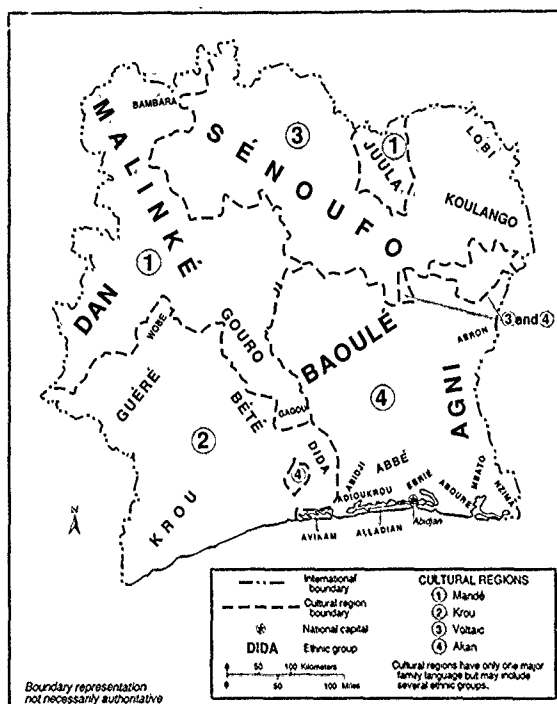 BAMBARA
MALINKÉ
③
SÉNOUFO
①
JUULA
LOBI
KOULANGO
①
DAN
WOBÉ
GOURO
BAOULÉ
③and④
ABRON
GUÉRÉ
BÉTÉ
GAGOU
④
AGNI
②
DIDA
④
ABIDJI
ABBÉ
ADIOUKROU
EBRIÉ
ABOURÉ
MBATO
NZIMA
KROU
N
AVIKAM
ALLADIAN
Abidjan
International
boundary
Cultural region
boundary
National capital
DIDA Ethnic group
0 50 100 Kilometers
0 50 100 Miles
CULTURAL REGIONS
① Mandé
② Krou
③ Voltaic
④ Akan
Cultural regions have only one major
family language but may include
several ethnic groups.
Boundary representation
not necessarily authoritative